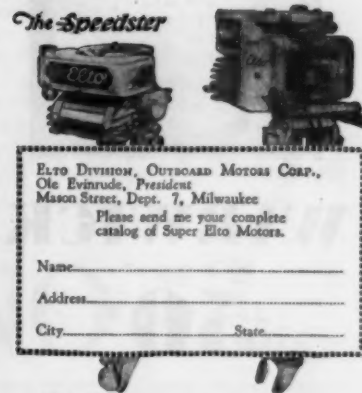 The Speedster
Elto
ELTO DIVISION, OUTBOARD MOTORS CORP.,
Ole Evinrude, President
Mason Street, Dept. 7, Milwaukee
Please send me your complete
catalog of Super Elto Motors.
Name
Address
City State